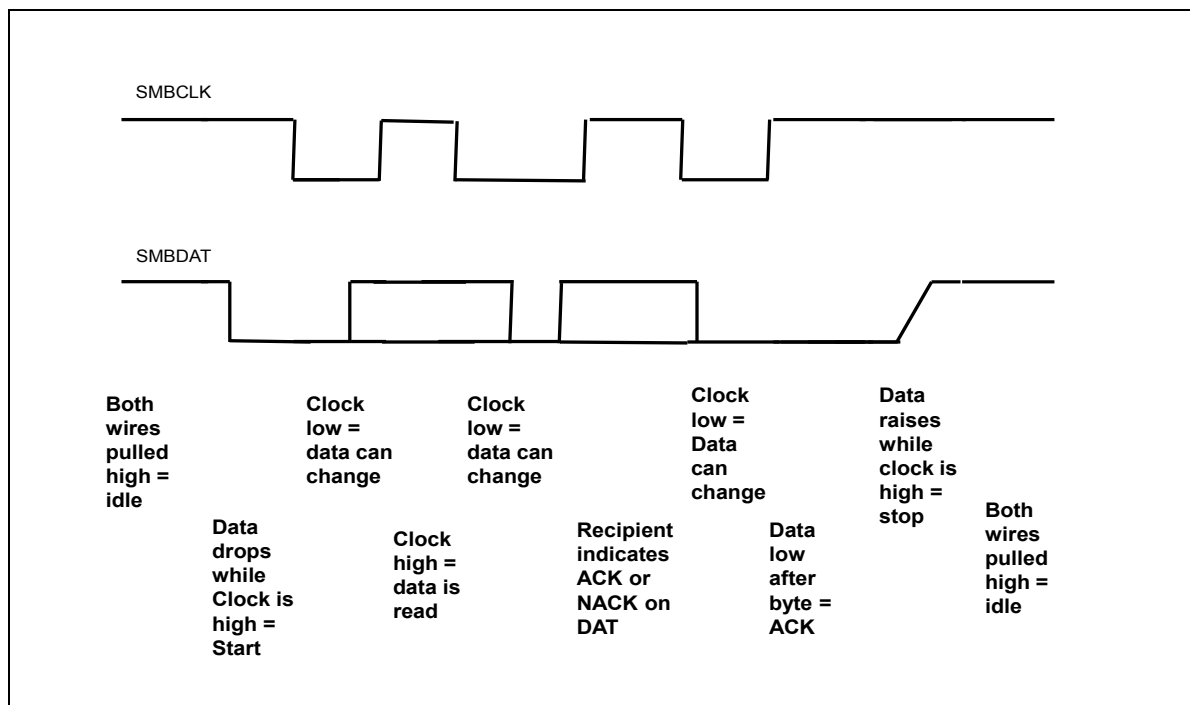 SMBCLK
SMBDAT
Both
wires
pulled
high =
idle
Data
drops
while
Clock is
high =
Start
Clock
low =
data can
change
Clock
high =
data is
read
Clock
low =
data can
change
Recipient
indicates
ACK or
NACK on
DAT
Clock
low =
Data
can
change
Data
low
after
byte =
ACK
Data
raises
while
clock is
high =
stop
Both
wires
pulled
high =
idle